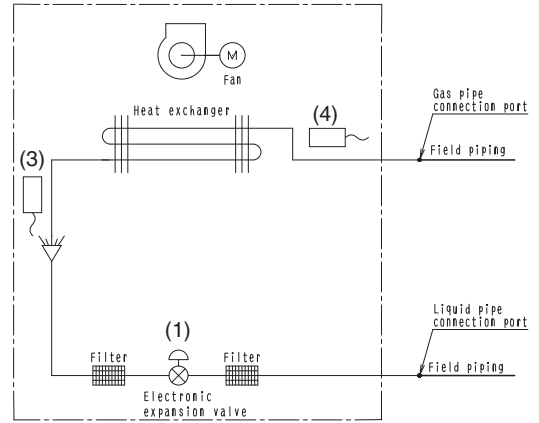 M
Fan
Heat exchanger
(4)
Gas pipe
connection port
Field piping
(3)
(1)
Liquid pipe
connection port
Filter
Filter
Field piping
Electronic
expansion valve